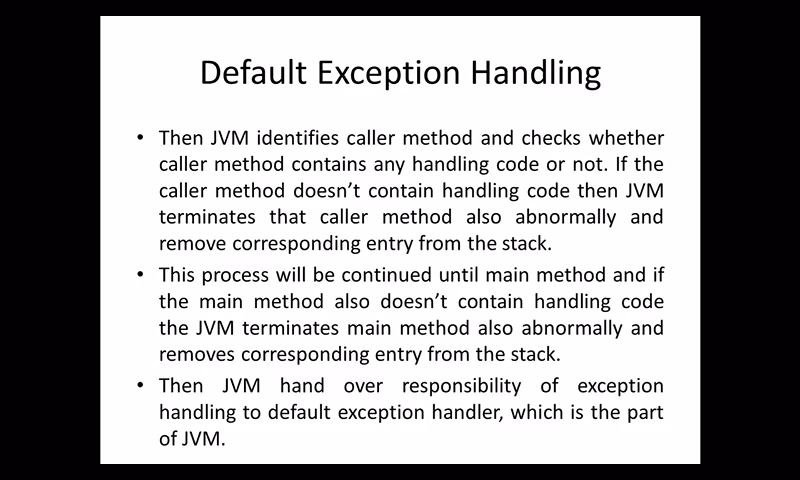 Default Exception Handling
• Then JVM identifies caller method and checks whether
caller method contains any handling code or not. If the
caller method doesn’t contain handling code then JVM
terminates that caller method also abnormally and
remove corresponding entry from the stack.
• This process will be continued until main method and if
the main method also doesn’t contain handling code
the JVM terminates main method also abnormally and
removes corresponding entry from the stack.
• Then JVM hand over responsibility of exception
handling to default exception handler, which is the part
of JVM.